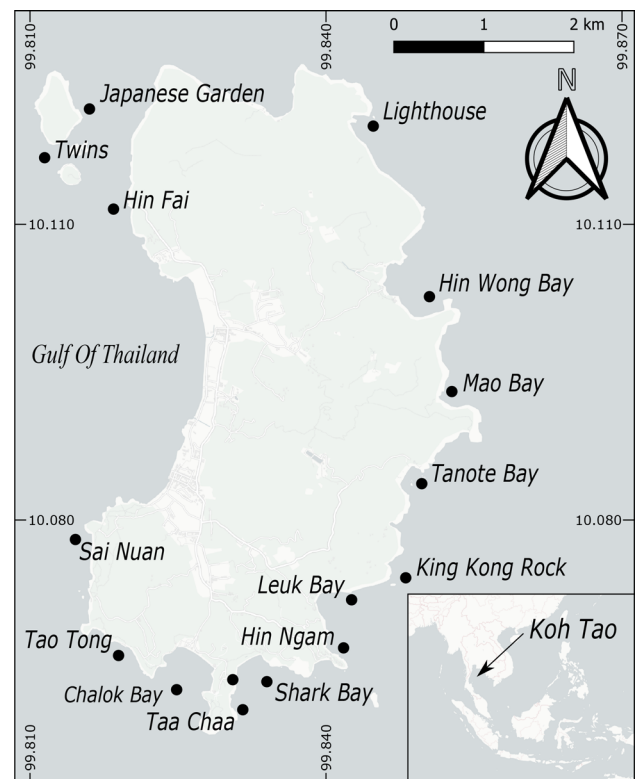 99.810
99.840
99.870
0 1 2 km
N
Japanese Garden
Lighthouse
Twins
Hin Fai
10.110
10.110
Hin Wong Bay
Gulf Of Thailand
Mao Bay
Tanote Bay
10.080
10.080
Sai Nuan
King Kong Rock
Leuk Bay
Koh Tao
Hin Ngam
Tao Tong
Chalok Bay
Shark Bay
Taa Chaa
99.810
99.840